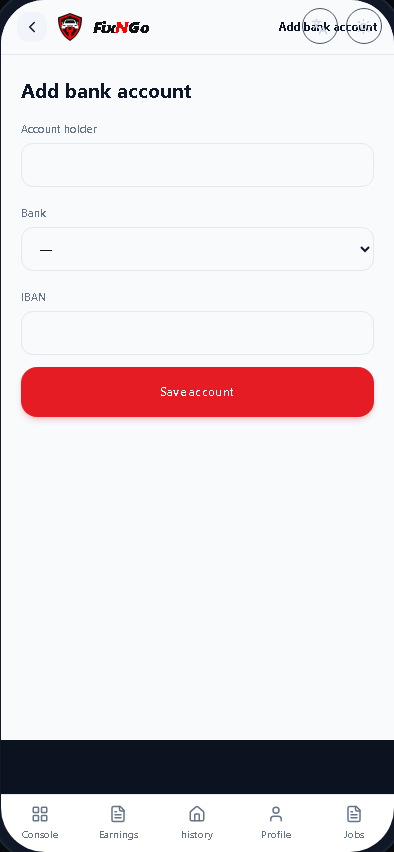 FixNGo
Add bank account
Add bank account
Account holder
Bank
—
IBAN
Save account
Console
Earnings
history
Profile
Jobs